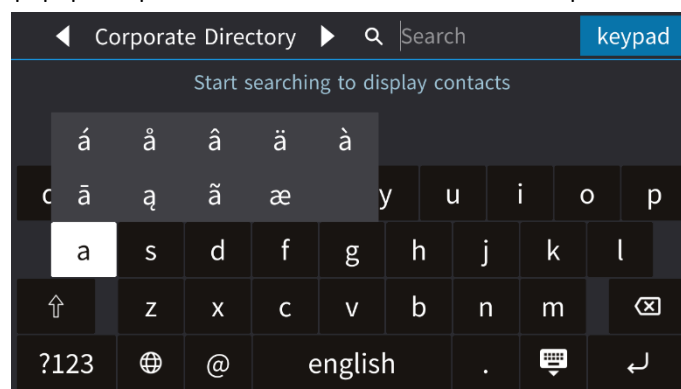 Corporate Directory Search keypad
Start searching to display contacts
á å â ä à
ā ą ã æ y u i o p
a s d f g h j k l
z x c v b n m
?123 @ english .